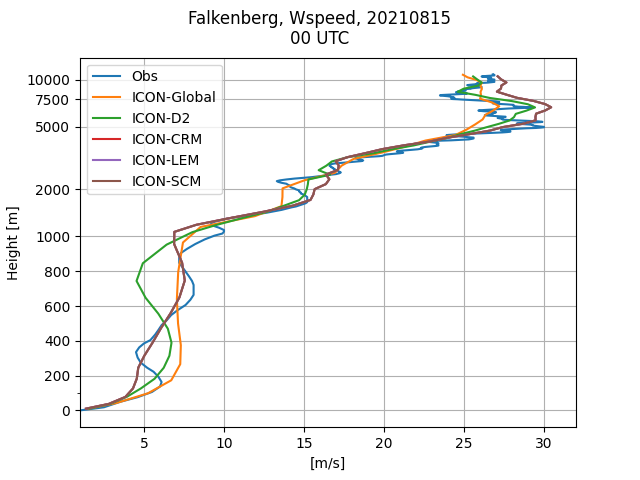 Falkenberg, Wspeed, 20210815
00 UTC
Obs
ICON-Global
ICON-D2
ICON-CRM
ICON-LEM
ICON-SCM
Height [m]
10000
7500
5000
2000
1000
800
600
400
200
0
5 10 15 20 25 30
[m/s]